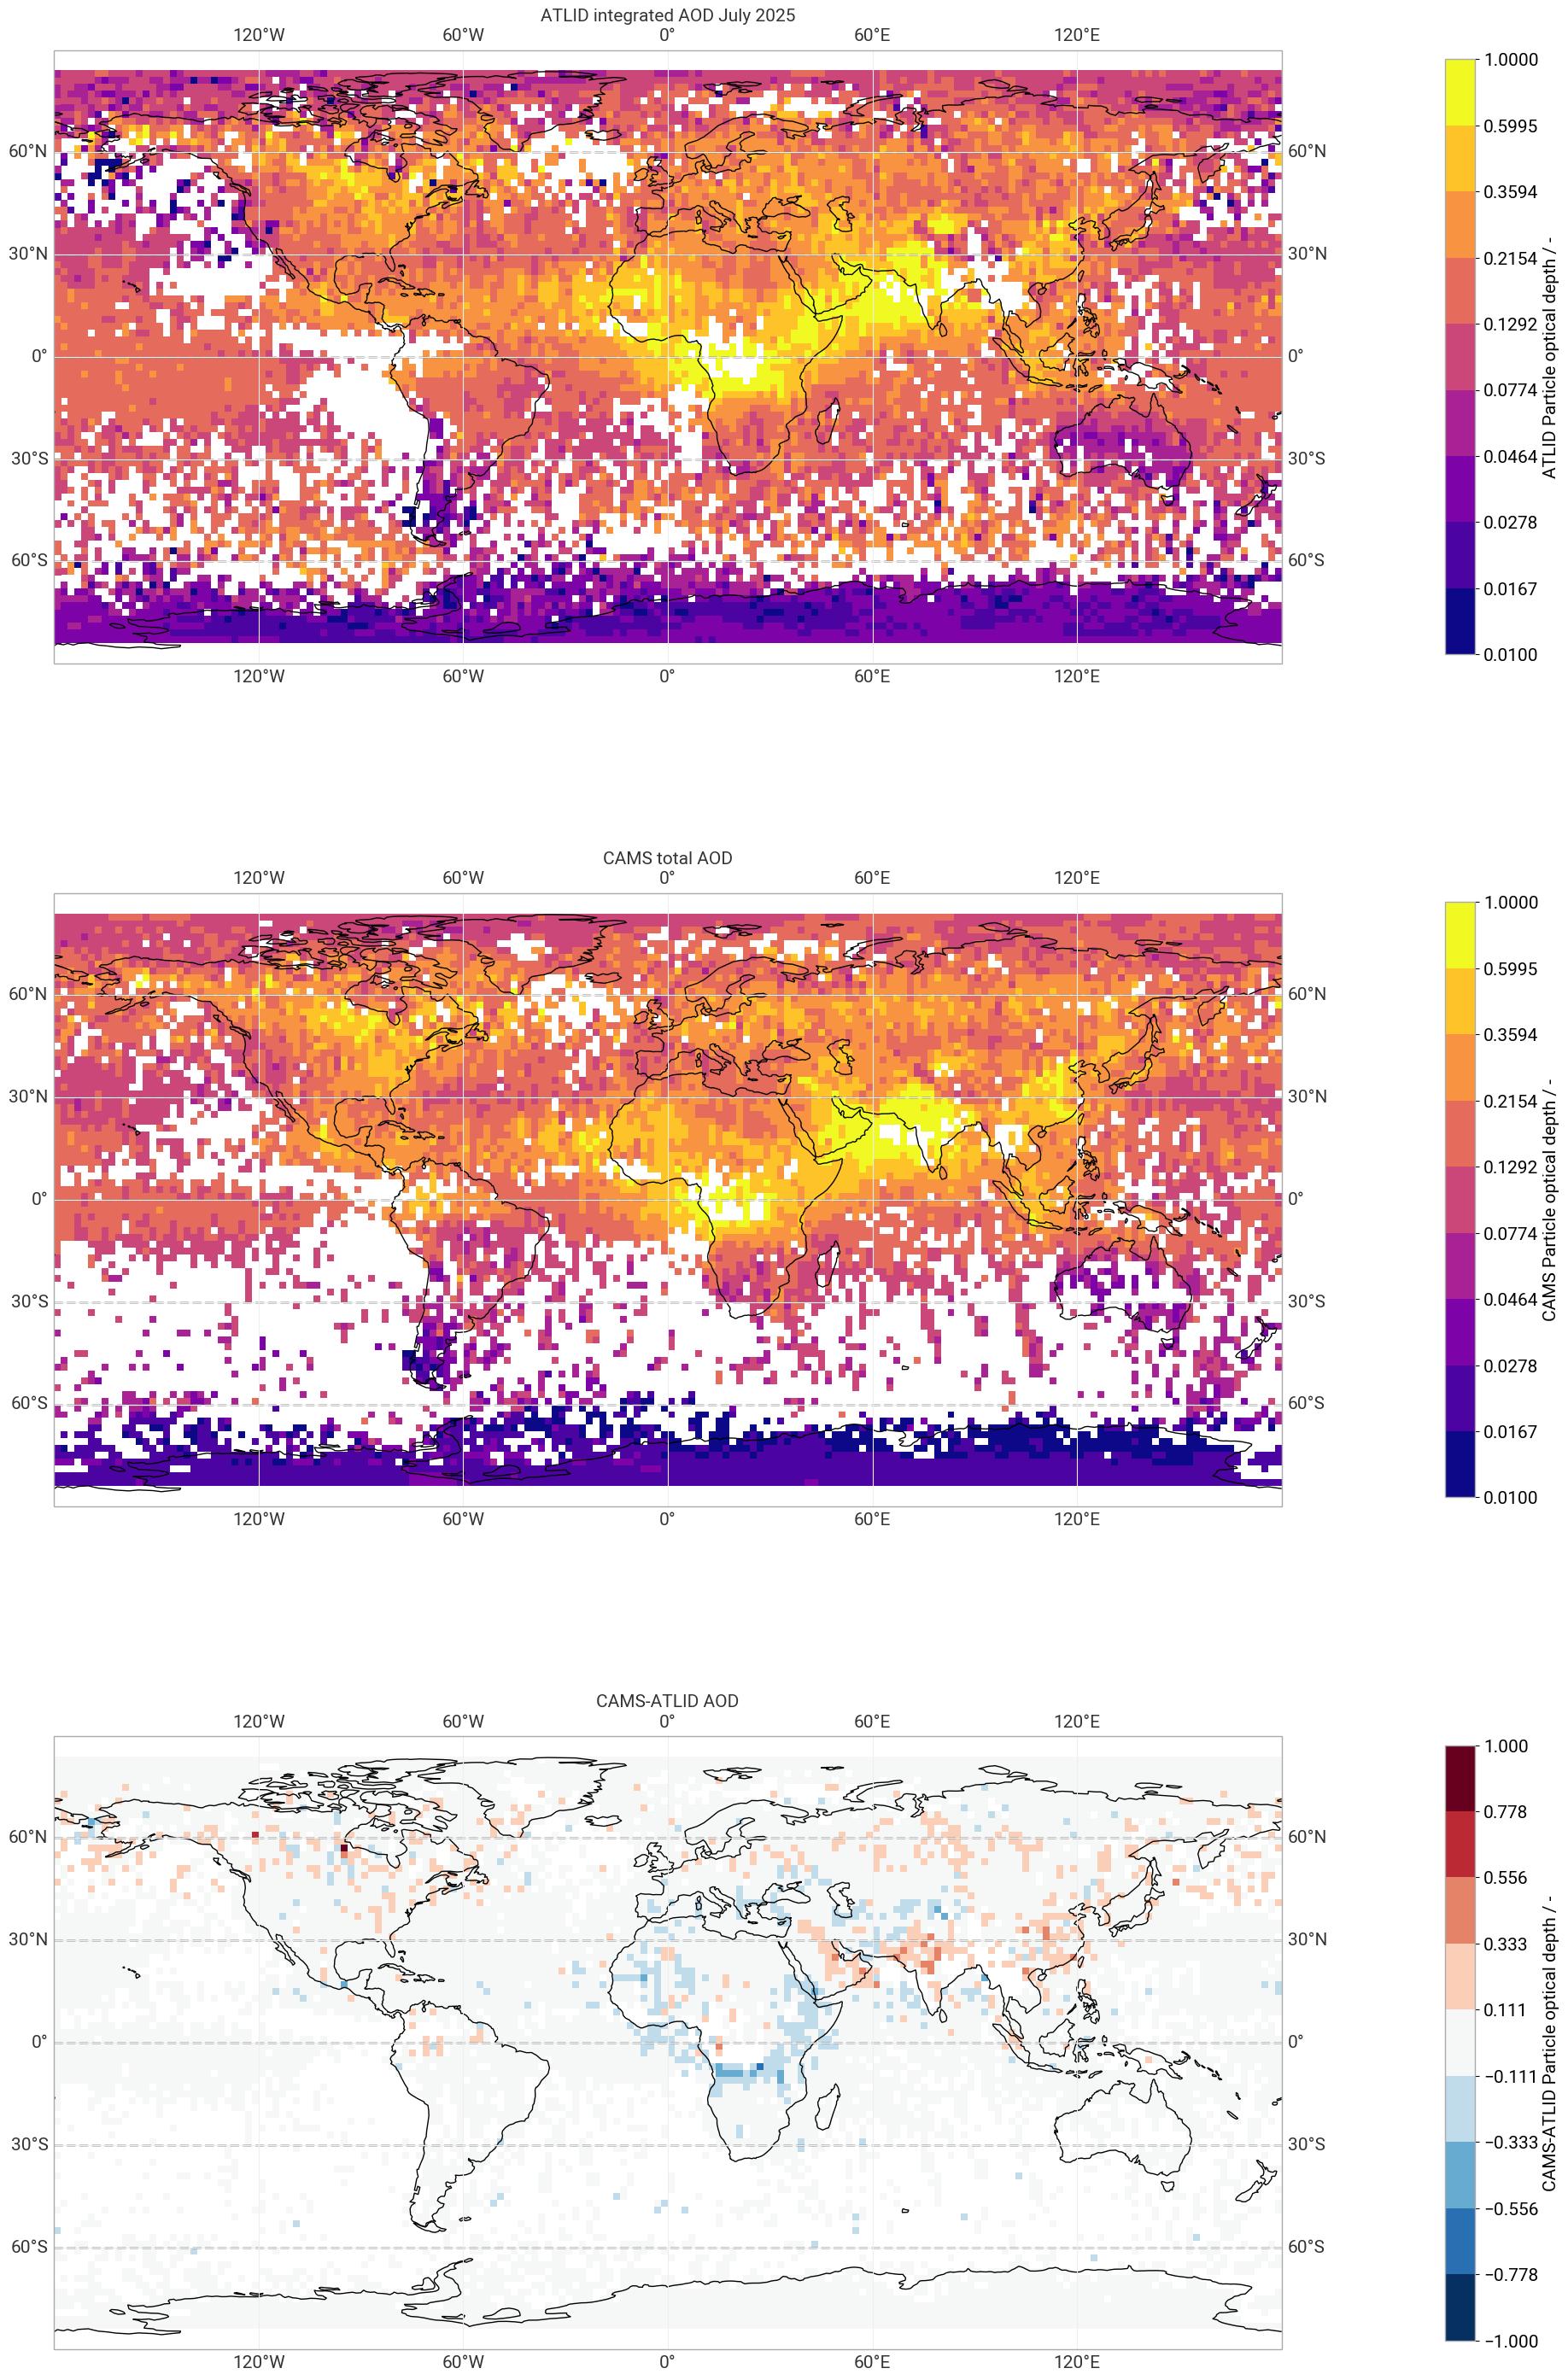 ATLID integrated AOD July 2025
120°W 60°W 0° 60°E 120°E
60°N 60°N
30°N 30°N
0° 0°
30°S 30°S
60°S 60°S
120°W 60°W 0° 60°E 120°E
1.0000
0.5995
0.3594
0.2154
0.1292
0.0774
0.0464
0.0278
0.0167
0.0100
ATLID Particle optical depth / -
CAMS total AOD
120°W 60°W 0° 60°E 120°E
60°N 60°N
30°N 30°N
0° 0°
30°S 30°S
60°S 60°S
120°W 60°W 0° 60°E 120°E
1.0000
0.5995
0.3594
0.2154
0.1292
0.0774
0.0464
0.0278
0.0167
0.0100
CAMS Particle optical depth / -
CAMS-ATLID AOD
120°W 60°W 0° 60°E 120°E
60°N 60°N
30°N 30°N
0° 0°
30°S 30°S
60°S 60°S
120°W 60°W 0° 60°E 120°E
1.000
0.778
0.556
0.333
0.111
−0.111
−0.333
−0.556
−0.778
−1.000
CAMS-ATLID Particle optical depth / -